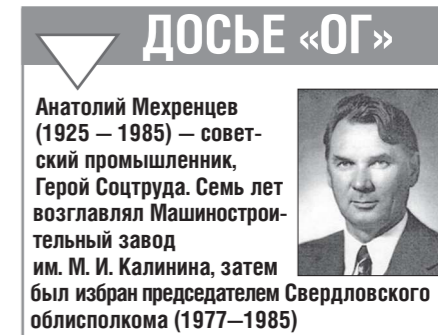 ДОСЬЕ «ОГ»
Анатолий Мехренцев
(1925 — 1985) — совет-
ский промышленник,
Герой Соцтруда. Семь лет
возглавлял Машинострои-
тельный завод
им. М. И. Калинина, затем
был избран председателем Свердловского
облисполкома (1977—1985)